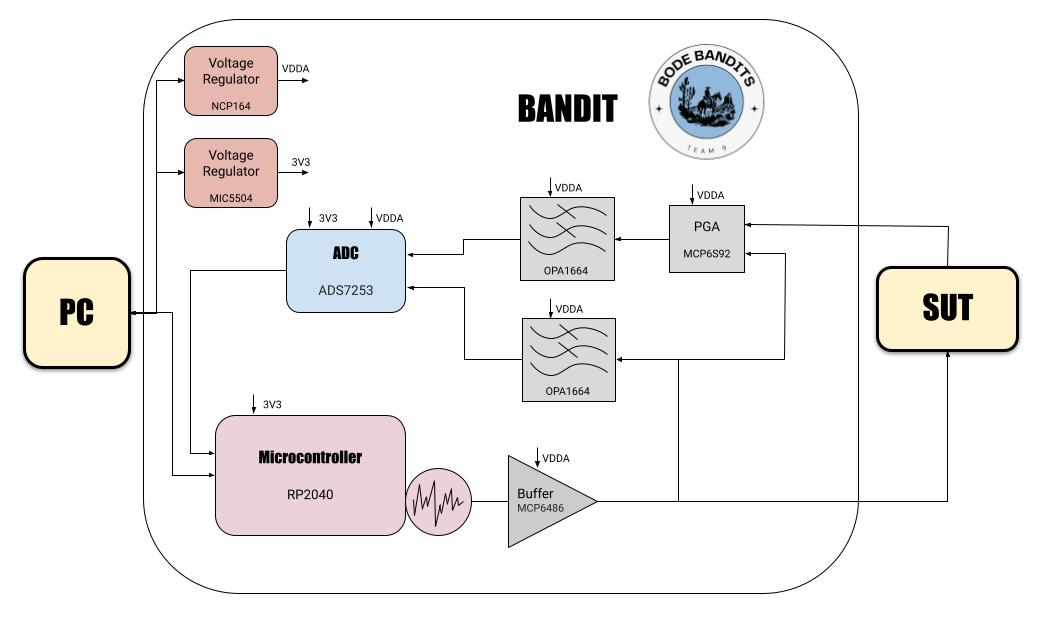 Voltage
Regulator
NCP164
VDDA
BODE BANDITS
TEAM 9
BANDIT
Voltage
Regulator
MIC5504
3V3
VDDA
OPA1664
VDDA
PGA
MCP6S92
3V3
VDDA
ADC
ADS7253
PC
SUT
VDDA
OPA1664
3V3
Microcontroller
RP2040
VDDA
Buffer
MCP6486